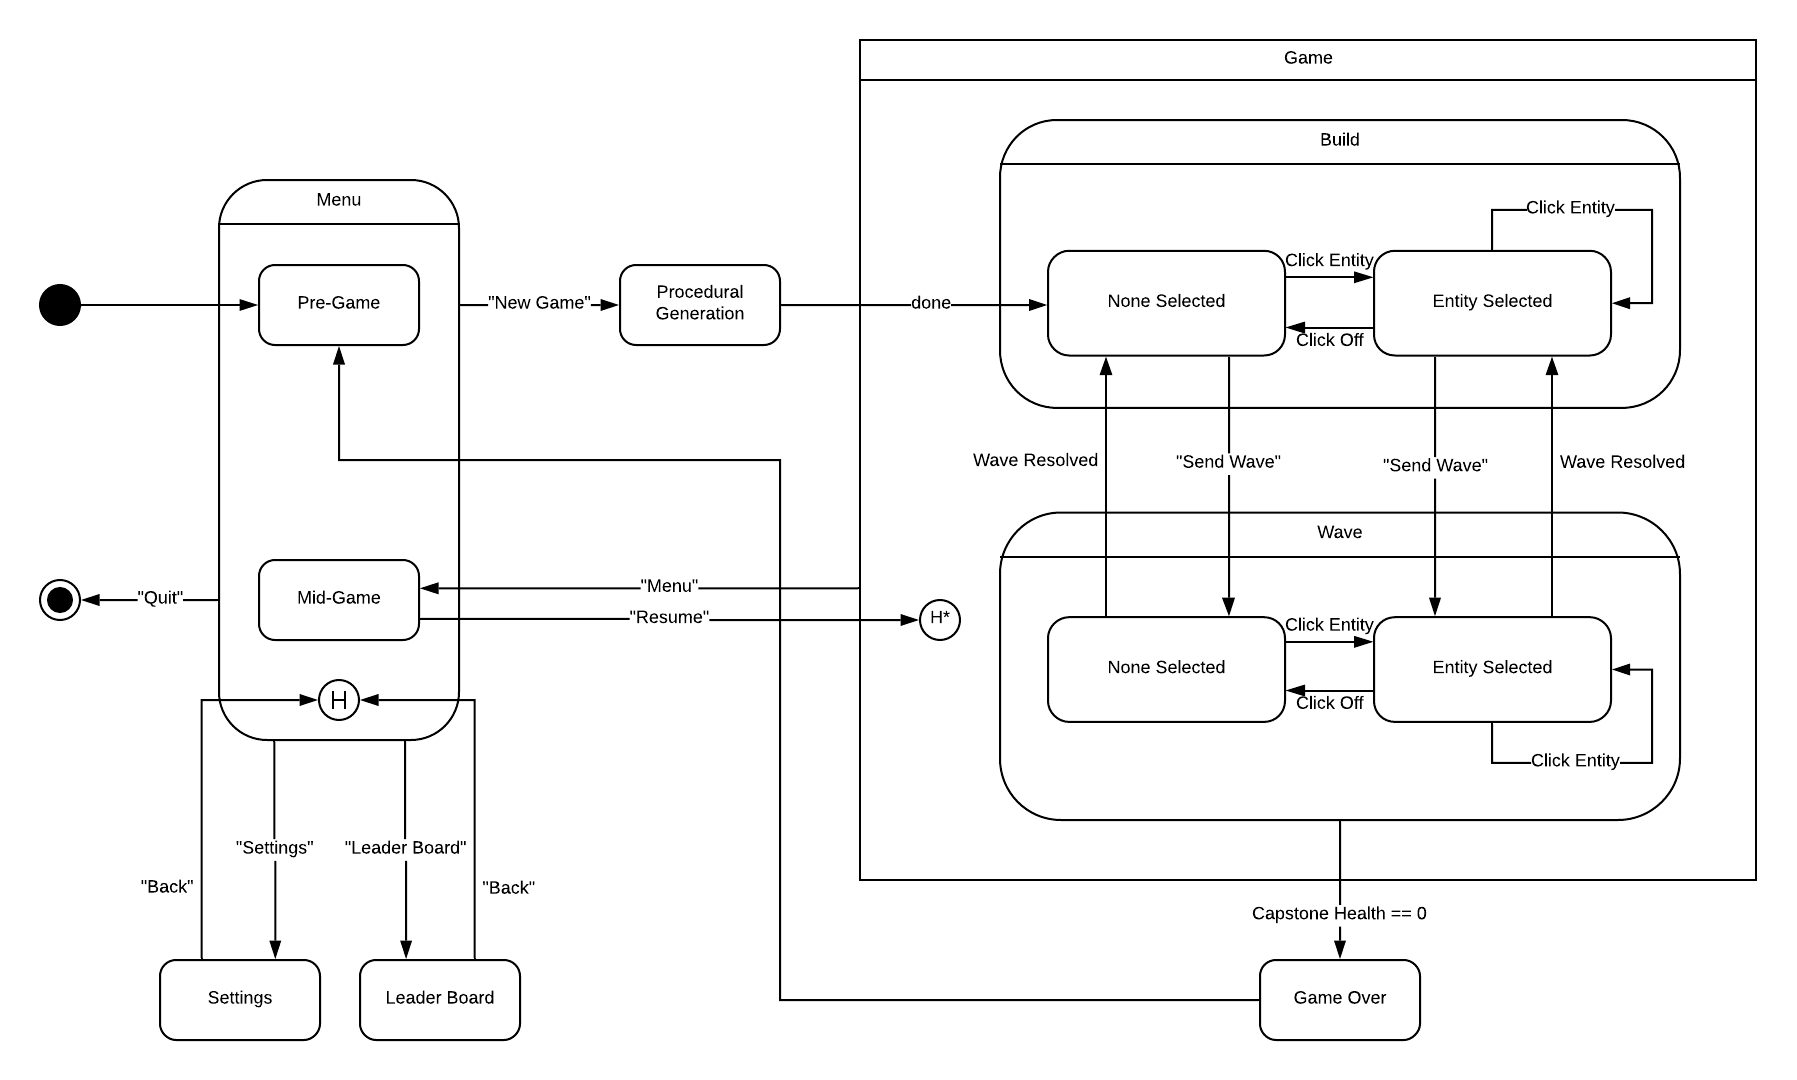 Game
Build
Menu
Click Entity
Pre-Game
"New Game"
Procedural
Generation
done
None Selected
Click Entity
Click Off
Entity Selected
Wave Resolved
"Send Wave"
"Send Wave"
Wave Resolved
Wave
"Quit"
Mid-Game
"Menu"
"Resume"
H*
None Selected
Click Entity
Click Off
Entity Selected
Click Entity
H
"Settings"
"Leader Board"
"Back"
"Back"
Capstone Health == 0
Settings
Leader Board
Game Over